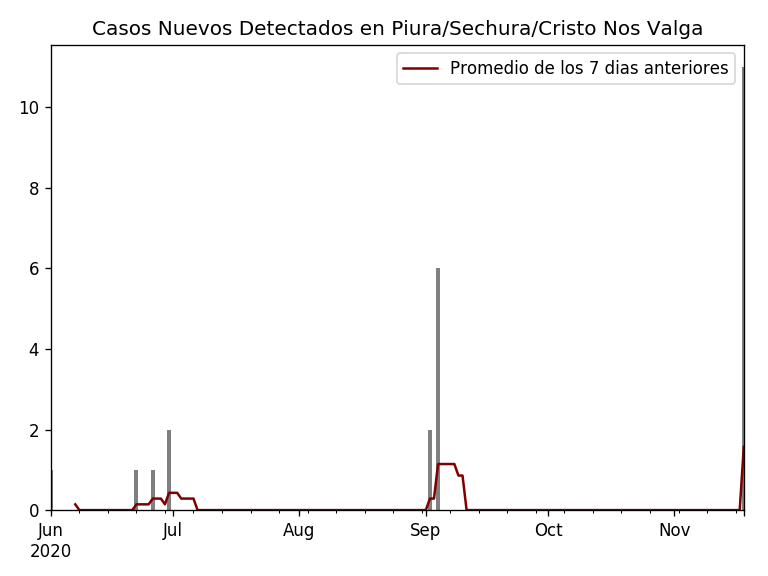 Casos Nuevos Detectados en Piura/Sechura/Cristo Nos Valga
Promedio de los 7 dias anteriores
10
8
6
4
2
0
Jun Jul Aug Sep Oct Nov
2020